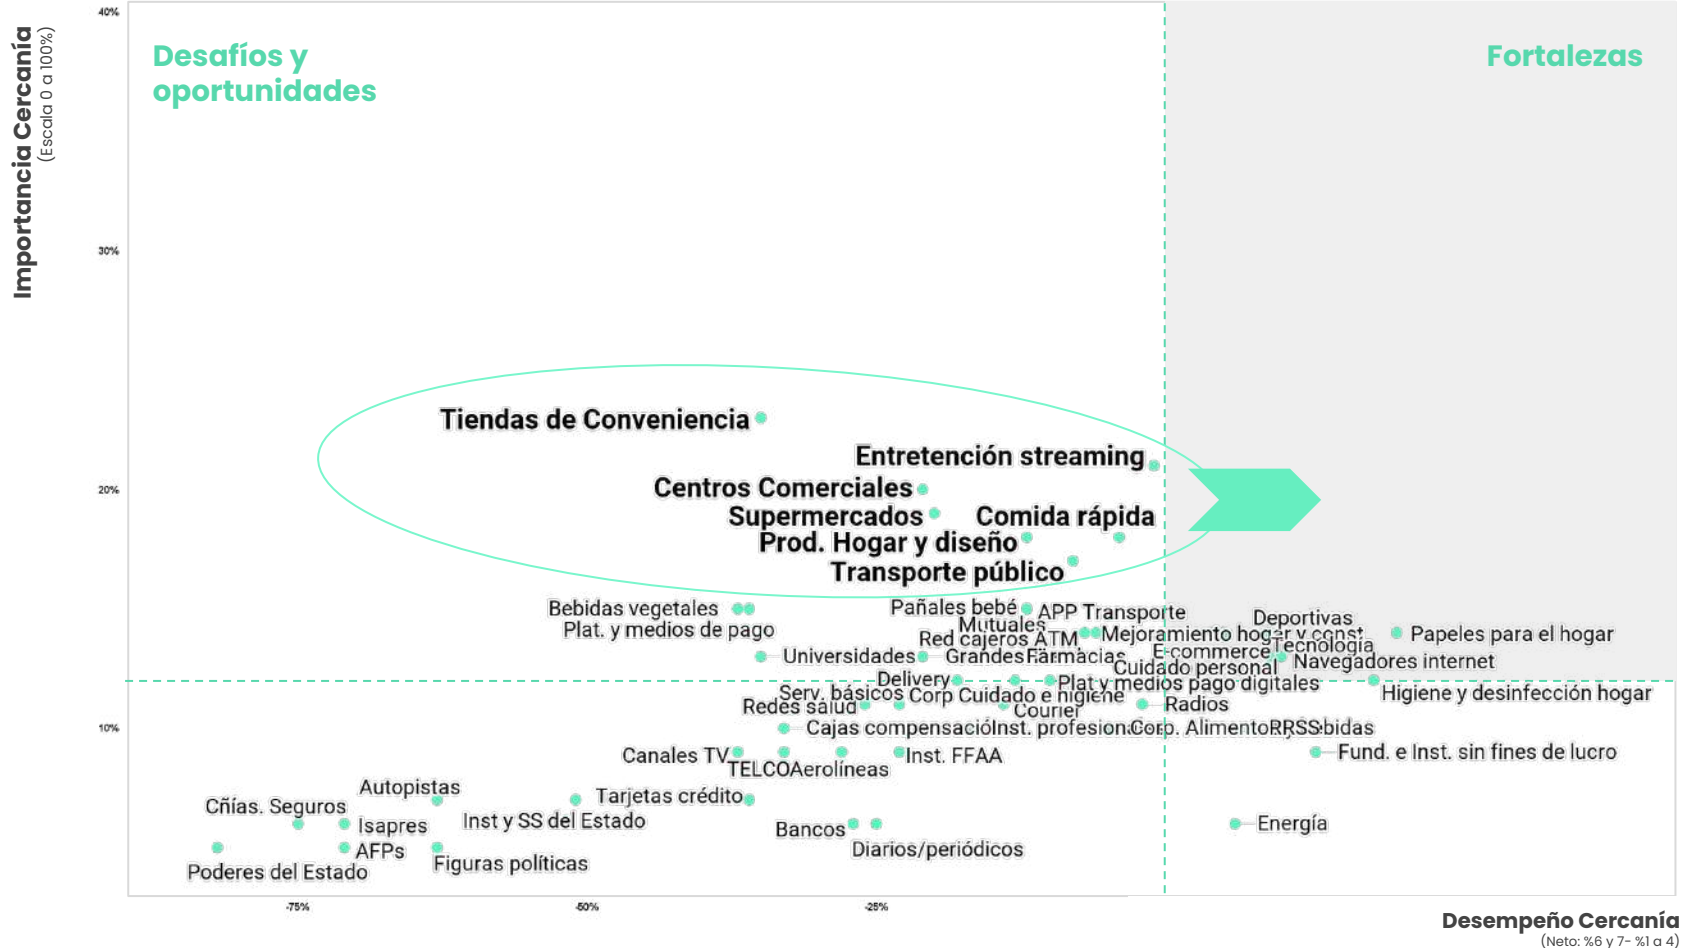 40%
Desafíos y
oportunidades
Fortalezas
Importancia Cercanía
(Escala 0 a 100%)
30%
Tiendas de Conveniencia
Entretención streaming
20%
Centros Comerciales
Supermercados
Comida rápida
Prod. Hogar y diseño
Transporte público
Bebidas vegetales
Pañales bebé
APP Transporte
Deportivas
Plat. y medios de pago
Mutuales
Red cajeros ATM
Mejoramiento hogar y const
Papeles para el hogar
Tecnología
Universidades
Grandes
Farmacias
E-commerce
Navegadores internet
Cuidado personal
Delivery
Plat y medios pago digitales
Serv. básicos
Corp Cuidado e higiene
Higiene y desinfección hogar
Redes salud
Courier
Radios
10%
Cajas compensació
Inst. profesion
Corp. Alimento
RRSS
bidas
Canales TV
TELCO
Aerolíneas
Inst. FFAA
Fund. e Inst. sin fines de lucro
Autopistas
Tarjetas crédito
Cñías. Seguros
Isapres
Inst y SS del Estado
Bancos
Energía
AFPs
Diarios/periódicos
Poderes del Estado
Figuras políticas
-75%
-50%
-25%
Desempeño Cercanía
(Neto: %6 y 7- %1 a 4)